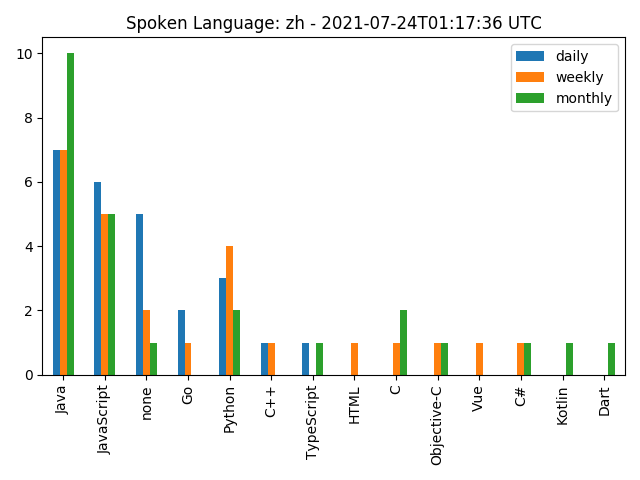 Spoken Language: zh - 2021-07-24T01:17:36 UTC
daily
weekly
monthly
10
8
6
4
2
0
Java
JavaScript
none
Go
Python
C++
TypeScript
HTML
C
Objective-C
Vue
C#
Kotlin
Dart